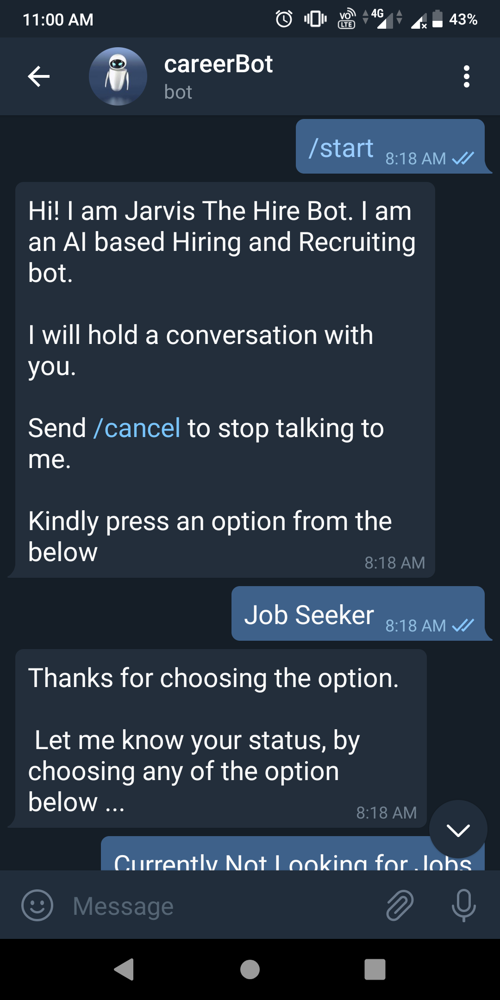 11:00 AM
VO LTE 4G 43%
careerBot
bot
/start 8:18 AM
Hi! I am Jarvis The Hire Bot. I am
an AI based Hiring and Recruiting
bot.
I will hold a conversation with
you.
Send /cancel to stop talking to
me.
Kindly press an option from the
below
8:18 AM
Job Seeker 8:18 AM
Thanks for choosing the option.
Let me know your status, by
choosing any of the option
below ...
8:18 AM
Currently Not Looking for Jobs
Message